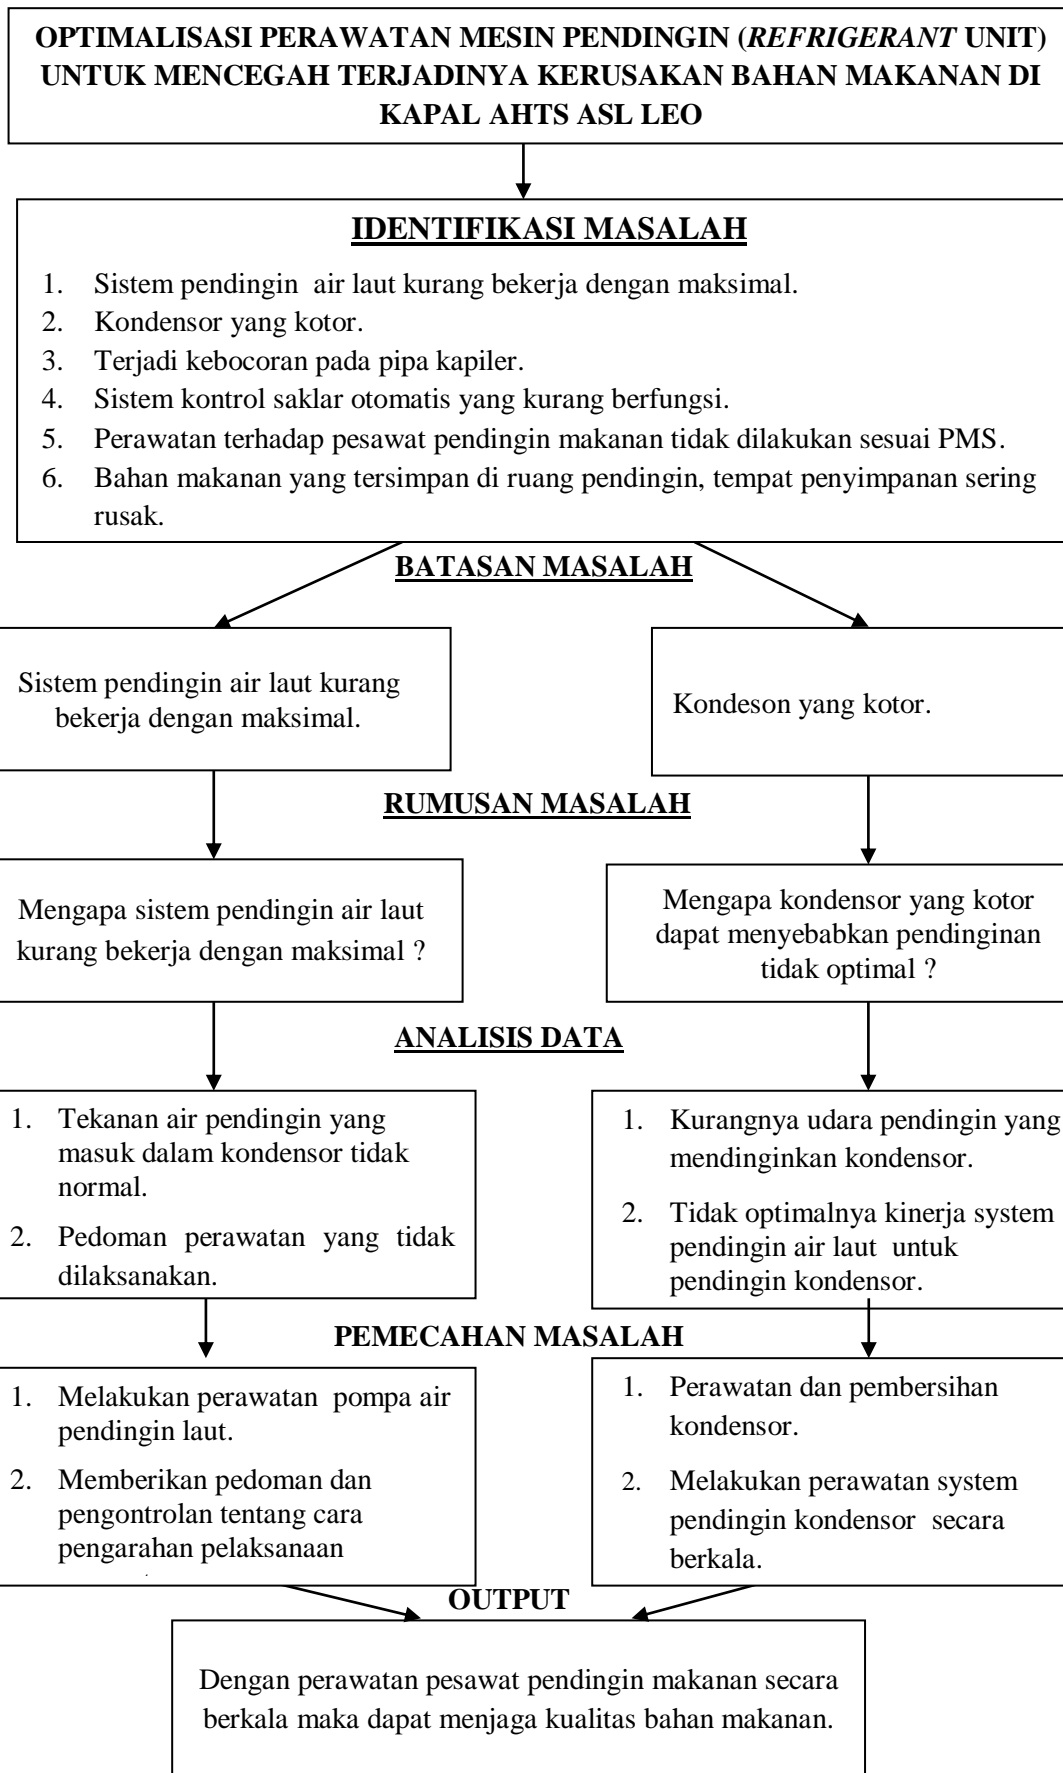 OPTIMALISASI PERAWATAN MESIN PENDINGIN (REFRIGERANT UNIT)
UNTUK MENCEGAH TERJADINYA KERUSAKAN BAHAN MAKANAN DI
KAPAL AHTS ASL LEO
IDENTIFIKASI MASALAH
1. Sistem pendingin air laut kurang bekerja dengan maksimal.
2. Kondensor yang kotor.
3. Terjadi kebocoran pada pipa kapiler.
4. Sistem kontrol saklar otomatis yang kurang berfungsi.
5. Perawatan terhadap pesawat pendingin makanan tidak dilakukan sesuai PMS.
6. Bahan makanan yang tersimpan di ruang pendingin, tempat penyimpanan sering
rusak.
BATASAN MASALAH
Sistem pendingin air laut kurang
bekerja dengan maksimal.
Kondeson yang kotor.
RUMUSAN MASALAH
Mengapa sistem pendingin air laut
kurang bekerja dengan maksimal ?
Mengapa kondensor yang kotor
dapat menyebabkan pendinginan
tidak optimal ?
ANALISIS DATA
1. Tekanan air pendingin yang
masuk dalam kondensor tidak
normal.
2. Pedoman perawatan yang tidak
dilaksanakan.
1. Kurangnya udara pendingin yang
mendinginkan kondensor.
2. Tidak optimalnya kinerja system
pendingin air laut untuk
pendingin kondensor.
PEMECAHAN MASALAH
1. Melakukan perawatan pompa air
pendingin laut.
2. Memberikan pedoman dan
pengontrolan tentang cara
pengarahan pelaksanaan
1. Perawatan dan pembersihan
kondensor.
2. Melakukan perawatan system
pendingin kondensor secara
berkala.
OUTPUT
Dengan perawatan pesawat pendingin makanan secara
berkala maka dapat menjaga kualitas bahan makanan.